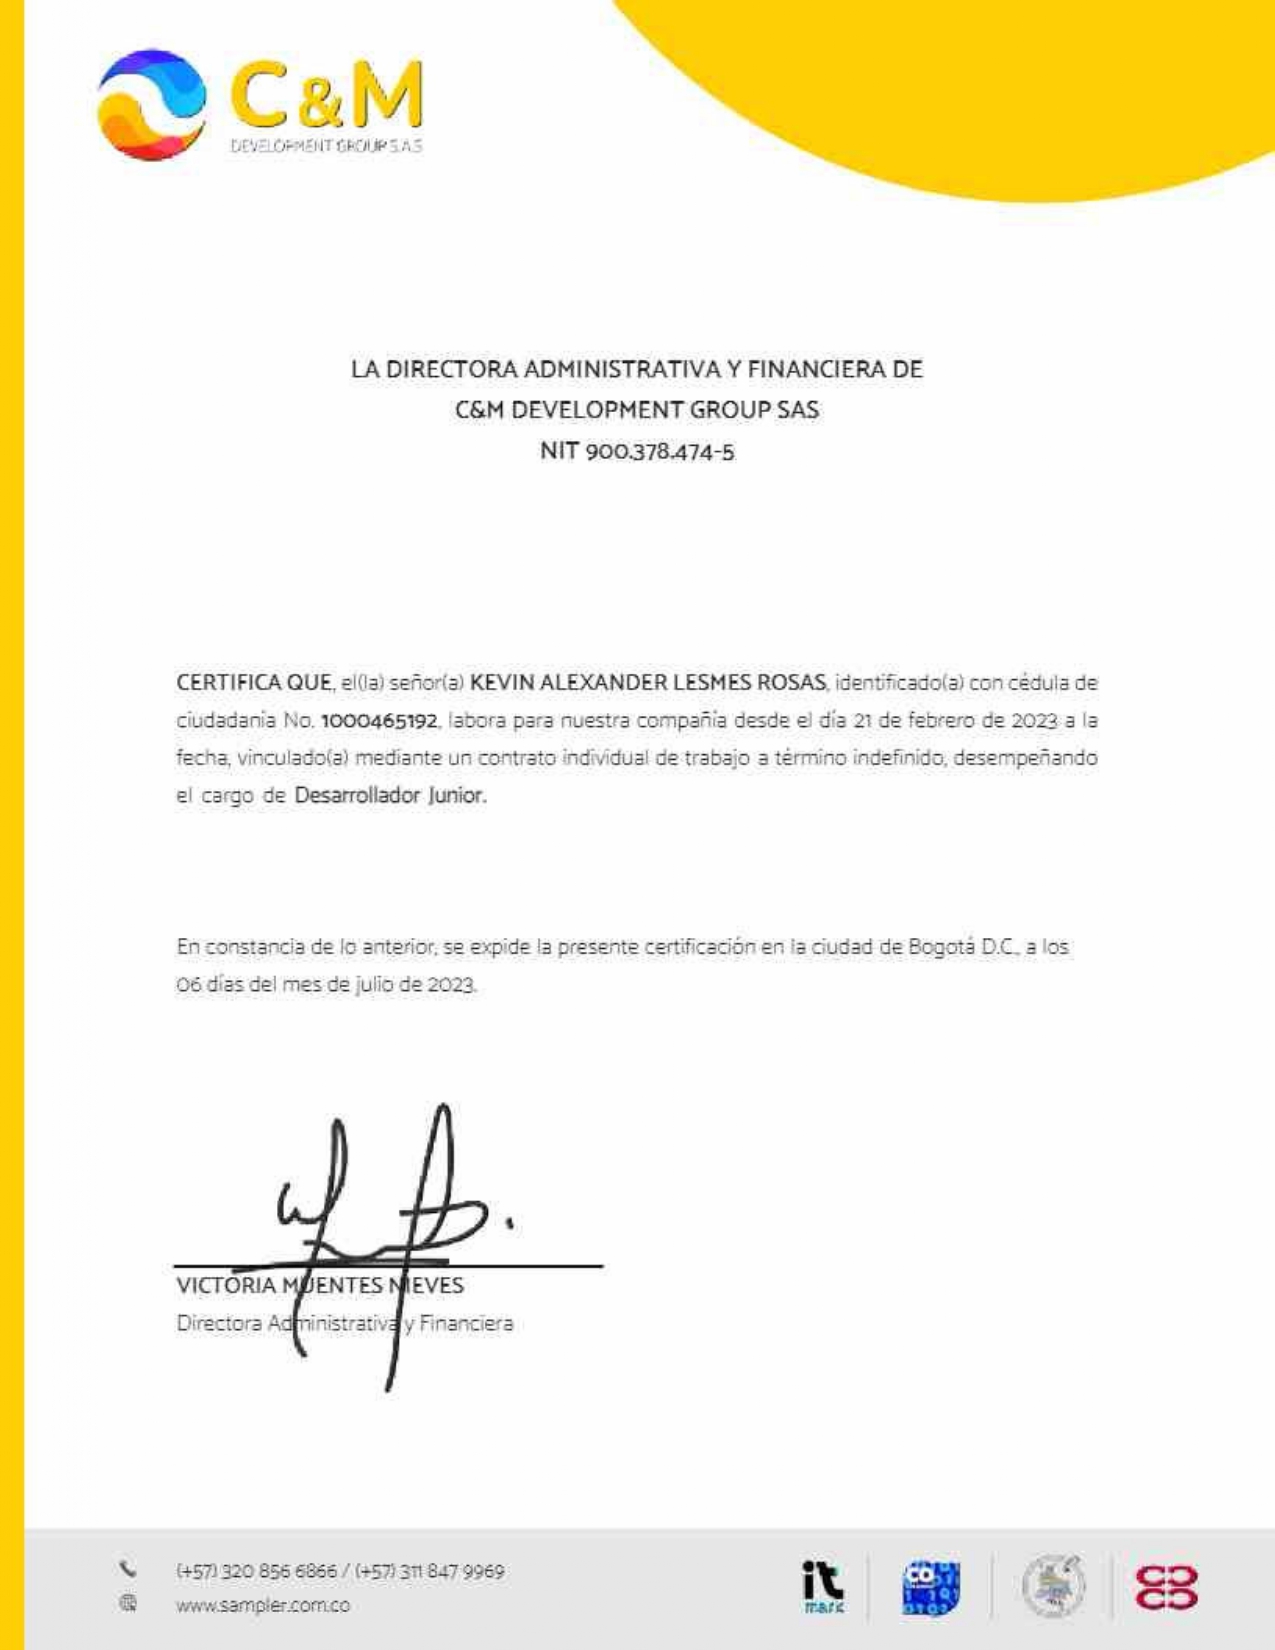 C&M
DEVELOPMENT GROUP S.A.S
LA DIRECTORA ADMINISTRATIVA Y FINANCIERA DE
C&M DEVELOPMENT GROUP SAS
NIT 900.378.474-5
CERTIFICA QUE, el(la) señor(a) KEVIN ALEXANDER LESMES ROSAS, identificado(a) con cédula de
ciudadanía No. 1000465192, labora para nuestra compañía desde el día 21 de febrero de 2023 a la
fecha, vinculado(a) mediante un contrato individual de trabajo a término indefinido, desempeñando
el cargo de Desarrollador Junior.
En constancia de lo anterior, se expide la presente certificación en la ciudad de Bogotá D.C., a los
06 días del mes de julio de 2023.
VICTORIA MUENTES NIEVES
Directora Administrativa y Financiera
(+57) 320 856 6866 / (+57) 311 847 9969
www.sampler.com.co
it
mark
CO